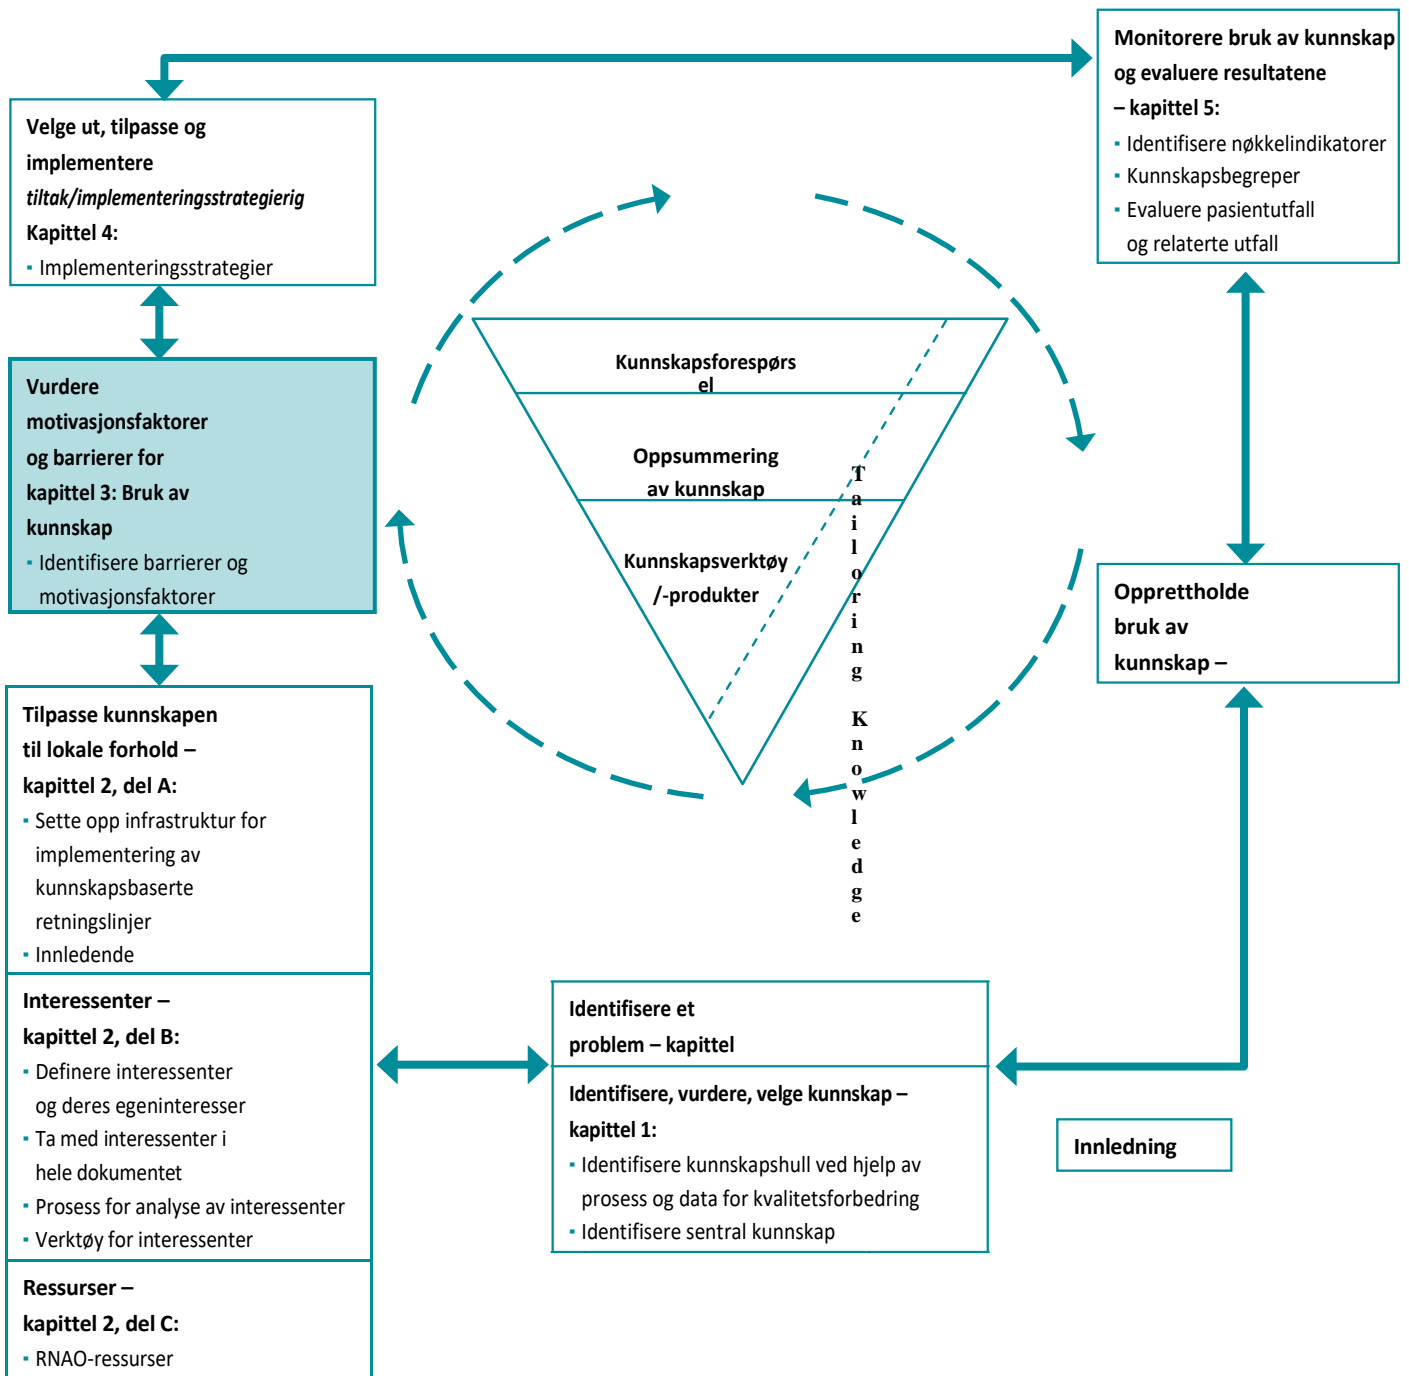 Velge ut, tilpasse og
implementere
tiltak/implementeringsstrategierig
Kapittel 4:
▪ Implementeringsstrategier
Vurdere
motivasjonsfaktorer
og barrierer for
kapittel 3: Bruk av
kunnskap
▪ Identifisere barrierer og
motivasjonsfaktorer
Tilpasse kunnskapen
til lokale forhold –
kapittel 2, del A:
▪ Sette opp infrastruktur for
implementering av
kunnskapsbaserte
retningslinjer
▪ Innledende
Interessenter –
kapittel 2, del B:
▪ Definere interessenter
og deres egeninteresser
▪ Ta med interessenter i
hele dokumentet
▪ Prosess for analyse av interessenter
▪ Verktøy for interessenter
Ressurser –
kapittel 2, del C:
▪ RNAO-ressurser
Kunnskapsforespørs
el
Oppsummering
av kunnskap
Kunnskapsverktøy
/-produkter
Tailoring Knowledge
Identifisere et
problem – kapittel
Identifisere, vurdere, velge kunnskap –
kapittel 1:
▪ Identifisere kunnskapshull ved hjelp av
prosess og data for kvalitetsforbedring
▪ Identifisere sentral kunnskap
Monitorere bruk av kunnskap
og evaluere resultatene
– kapittel 5:
▪ Identifisere nøkkelindikatorer
▪ Kunnskapsbegreper
▪ Evaluere pasientutfall
og relaterte utfall
Opprettholde
bruk av
kunnskap –
Innledning